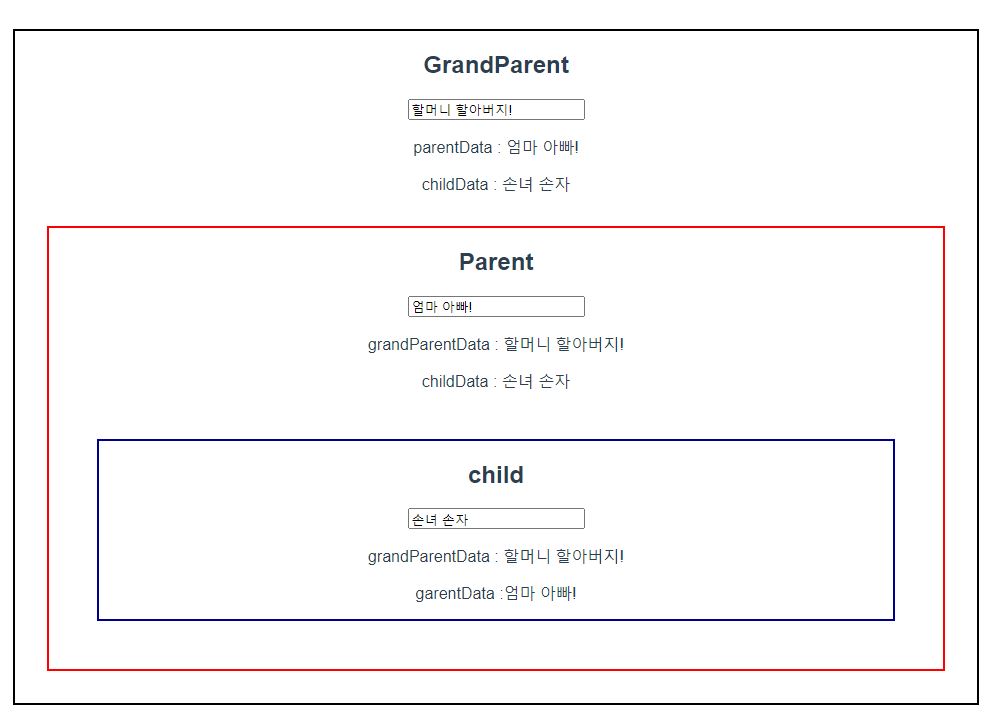 GrandParent
할머니 할아버지!
parentData : 엄마 아빠!
childData : 손녀 손자
Parent
엄마 아빠!
grandParentData : 할머니 할아버지!
childData : 손녀 손자
child
손녀 손자
grandParentData : 할머니 할아버지!
garentData :엄마 아빠!